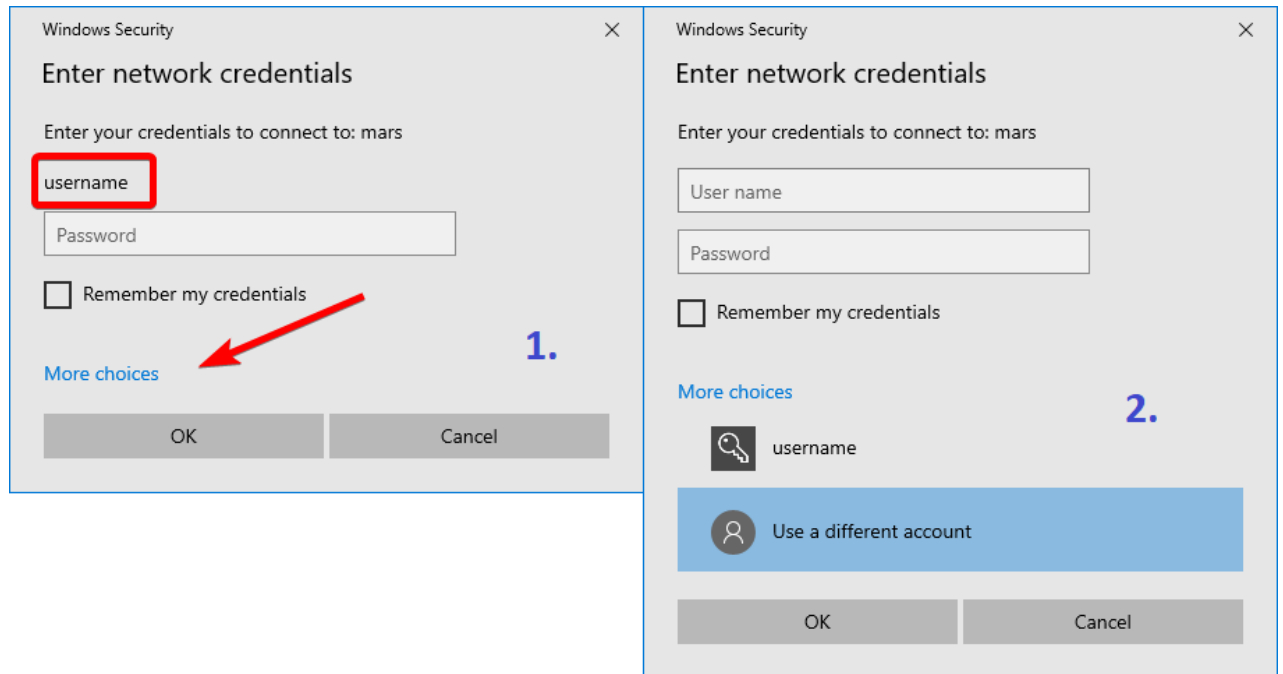 Windows Security
Enter network credentials
Enter your credentials to connect to: mars
username
Password
Remember my credentials
More choices
1.
OK Cancel
Windows Security
Enter network credentials
Enter your credentials to connect to: mars
User name
Password
Remember my credentials
More choices
2.
username
Use a different account
OK Cancel